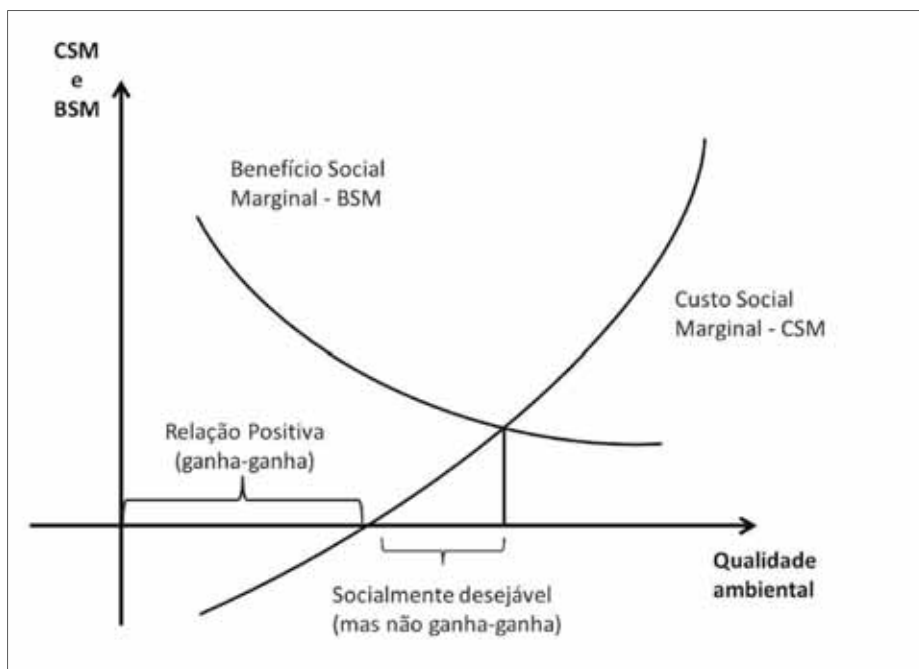 CSM
e
BSM
Benefício Social
Marginal - BSM
Custo Social
Marginal - CSM
Relação Positiva
(ganha-ganha)
Qualidade
ambiental
Socialmente desejável
(mas não ganha-ganha)